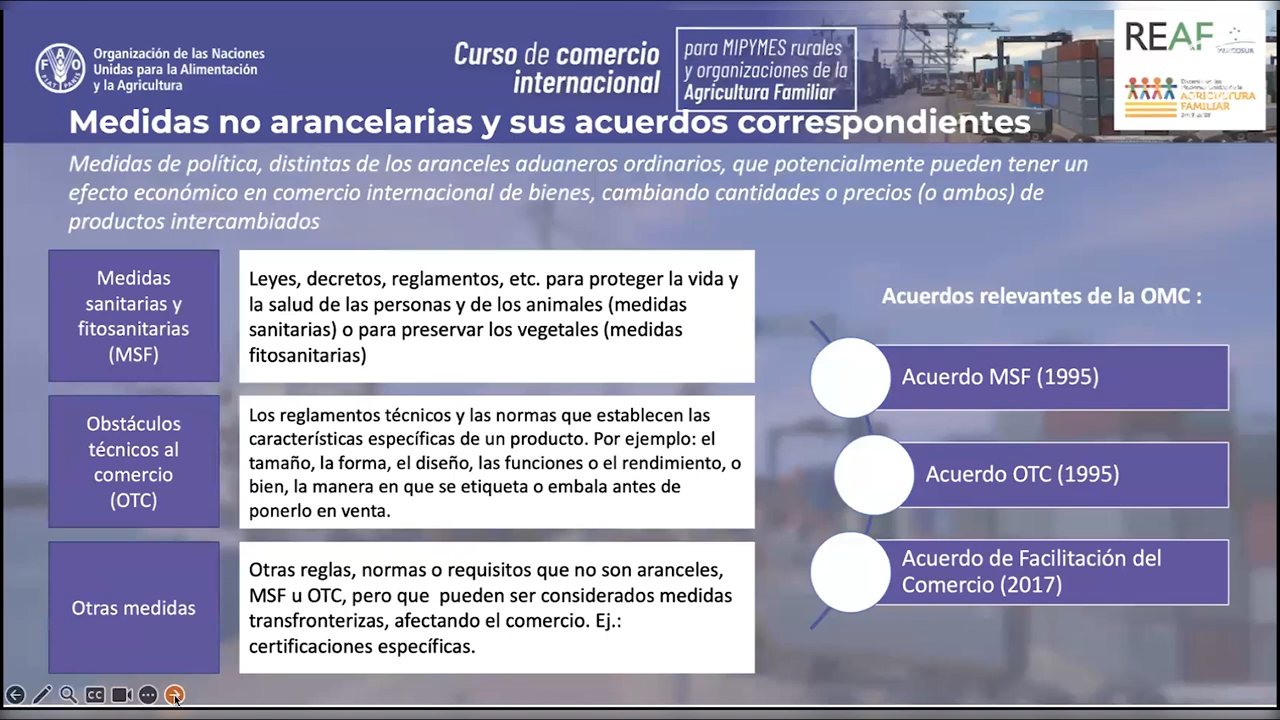 Organización de las Naciones
Unidas para la Alimentación
y la Agricultura
Curso de comercio
internacional
para MIPYMES rurales
y organizaciones de la
Agricultura Familiar
REAF
MERCOSUR
AGRICULTURA
FAMILIAR
Medidas no arancelarias y sus acuerdos correspondientes
Medidas de política, distintas de los aranceles aduaneros ordinarios, que potencialmente pueden tener un
efecto económico en comercio internacional de bienes, cambiando cantidades o precios (o ambos) de
productos intercambiados
Medidas
sanitarias y
fitosanitarias
(MSF)
Leyes, decretos, reglamentos, etc. para proteger la vida y
la salud de las personas y de los animales (medidas
sanitarias) o para preservar los vegetales (medidas
fitosanitarias)
Obstáculos
técnicos al
comercio
(OTC)
Los reglamentos técnicos y las normas que establecen las
características específicas de un producto. Por ejemplo: el
tamaño, la forma, el diseño, las funciones o el rendimiento, o
bien, la manera en que se etiqueta o embala antes de
ponerlo en venta.
Otras medidas
Otras reglas, normas o requisitos que no son aranceles,
MSF u OTC, pero que pueden ser considerados medidas
transfronterizas, afectando el comercio. Ej.:
certificaciones específicas.
Acuerdos relevantes de la OMC :
Acuerdo MSF (1995)
Acuerdo OTC (1995)
Acuerdo de Facilitación del
Comercio (2017)
CC